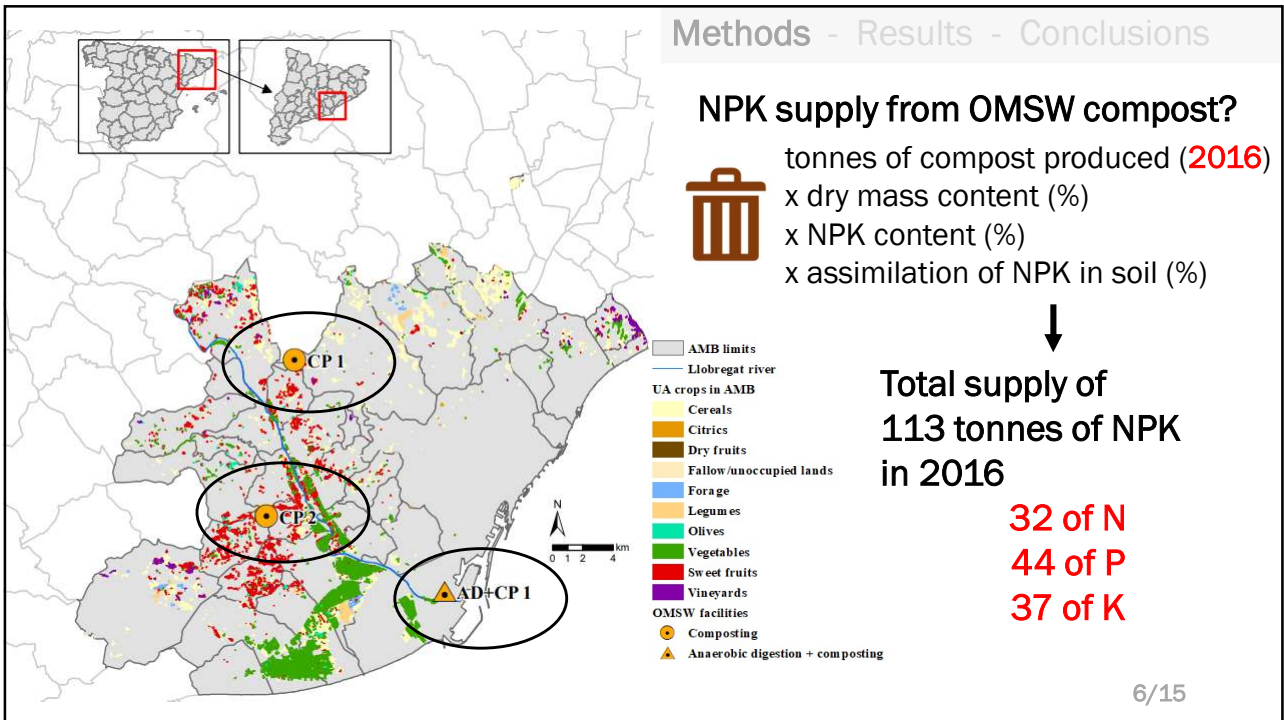 Methods - Results - Conclusions
NPK supply from OMSW compost?
tonnes of compost produced (2016)
x dry mass content (%)
x NPK content (%)
x assimilation of NPK in soil (%)
Total supply of
113 tonnes of NPK
in 2016
32 of N
44 of P
37 of K
CP 1
CP 2
AD+CP 1
N
km
0 1 2 4
AMB limits
Llobregat river
UA crops in AMB
Cereals
Citrics
Dry fruits
Fallow/unoccupied lands
Forage
Legumes
Olives
Vegetables
Sweet fruits
Vineyards
OMSW facilities
Composting
Anaerobic digestion + composting
6/15